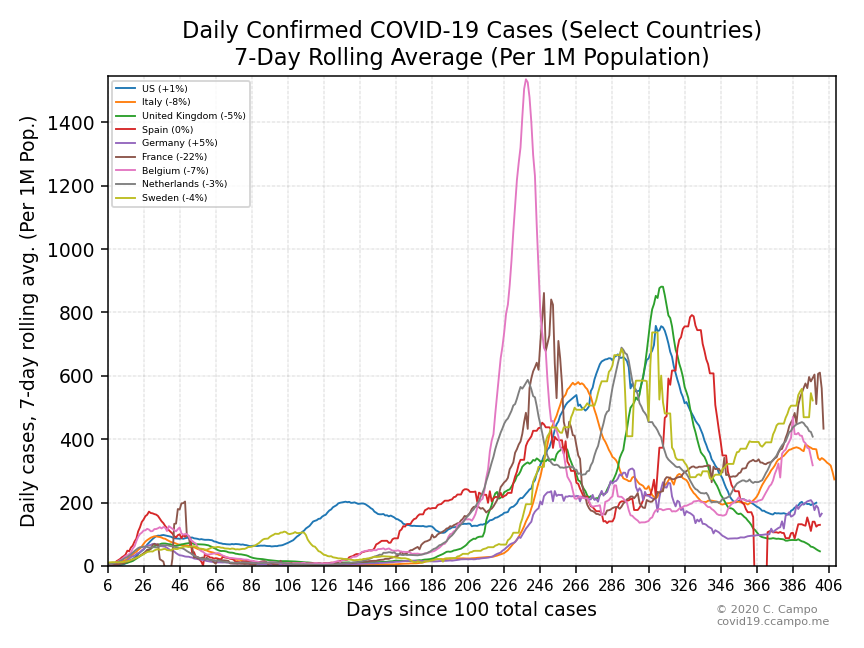 Daily Confirmed COVID-19 Cases (Select Countries)
7-Day Rolling Average (Per 1M Population)
Daily cases, 7-day rolling avg. (Per 1M Pop.)
1400
1200
1000
800
600
400
200
0
US (+1%)
Italy (-8%)
United Kingdom (-5%)
Spain (0%)
Germany (+5%)
France (-22%)
Belgium (-7%)
Netherlands (-3%)
Sweden (-4%)
6 26 46 66 86 106 126 146 166 186 206 226 246 266 286 306 326 346 366 386 406
Days since 100 total cases
© 2020 C. Campo
covid19.ccampo.me